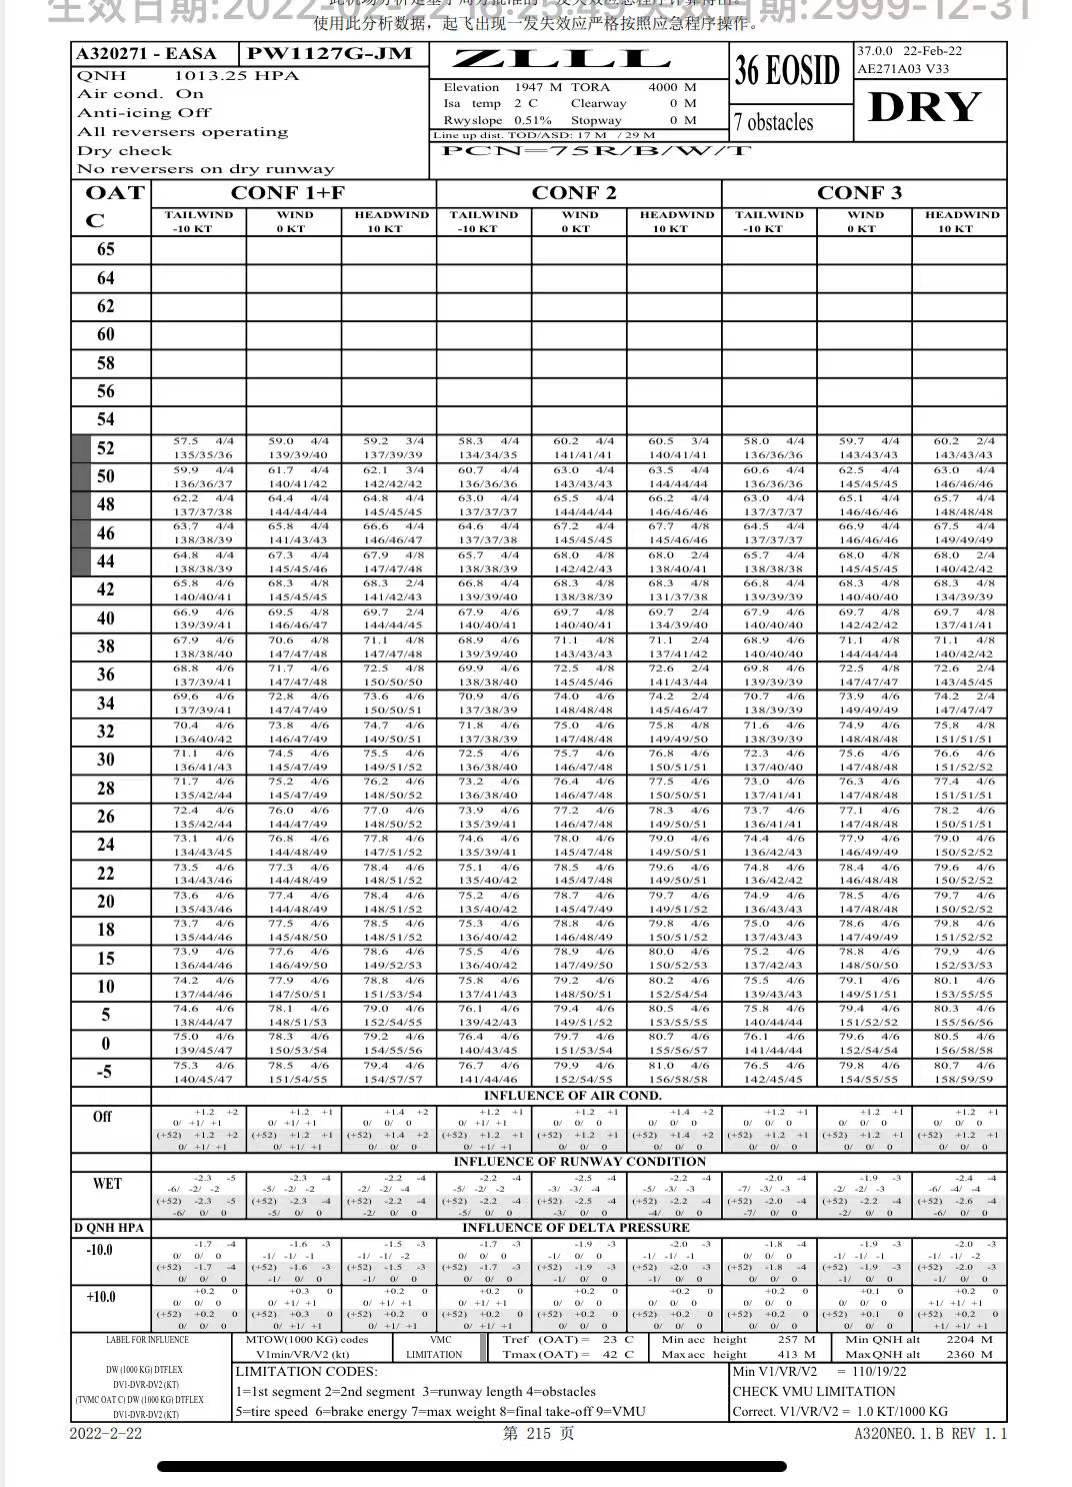 生效日期:2022 日期:2999-12-31
使用此分析数据，起飞出现一发失效应严格按照应急程序操作。
A320271 - EASA PW1127G-JM ZLLL 36 EOSID 37.0.0 22-Feb-22
AE271A03 V33
QNH 1013.25 HPA
Air cond. On
Anti-icing Off
All reversers operating
Dry check
No reversers on dry runway
Elevation 1947 M TORA 4000 M
Isa temp 2 C Clearway 0 M
Rwy slope 0.51% Stopway 0 M
Line up dist. TOD/ASD: 17 M / 29 M
7 obstacles
DRY
PCN=75R/B/W/T
OAT CONF 1+F CONF 2 CONF 3
C TAILWIND WIND HEADWIND TAILWIND WIND HEADWIND TAILWIND WIND HEADWIND
-10 KT 0 KT 10 KT -10 KT 0 KT 10 KT -10 KT 0 KT 10 KT
65
64
62
60
58
56
54
52 57.5 4/4 59.0 4/4 59.2 3/4 58.3 4/4 60.2 4/4 60.5 3/4 58.0 4/4 59.7 4/4 60.2 2/4
135/35/36 139/39/40 137/39/39 134/34/35 141/41/41 140/41/41 136/36/36 143/43/43 143/43/43
50 59.9 4/4 61.7 4/4 62.1 3/4 60.7 4/4 63.0 4/4 63.5 4/4 60.6 4/4 62.5 4/4 63.0 4/4
136/36/37 140/41/42 142/42/42 136/36/36 143/43/43 144/44/44 136/36/36 145/45/45 146/46/46
48 62.2 4/4 64.4 4/4 64.8 4/4 63.0 4/4 65.5 4/4 66.2 4/4 63.0 4/4 65.1 4/4 65.7 4/4
137/37/38 144/44/44 145/45/45 137/37/37 144/44/44 146/46/46 137/37/37 146/46/46 148/48/48
46 63.7 4/4 65.8 4/4 66.6 4/4 64.6 4/4 67.2 4/4 67.7 4/8 64.5 4/4 66.9 4/4 67.5 4/4
138/38/39 141/43/43 146/46/47 137/37/38 145/45/45 145/46/46 137/37/37 146/46/46 149/49/49
44 64.8 4/4 67.3 4/4 67.9 4/8 65.7 4/4 68.0 4/8 68.0 2/4 65.7 4/4 68.0 4/8 68.0 2/4
138/38/39 145/45/46 147/47/48 138/38/39 142/42/43 138/40/41 138/38/38 145/45/45 140/42/42
42 65.8 4/6 68.3 4/8 68.3 2/4 66.8 4/4 68.3 4/8 68.3 4/8 66.8 4/4 68.3 4/8 68.3 4/8
140/40/41 145/45/45 141/42/43 139/39/40 138/38/39 131/37/38 139/39/39 140/40/40 134/39/39
40 66.9 4/6 69.5 4/8 69.7 2/4 67.9 4/6 69.7 4/8 69.7 2/4 67.9 4/6 69.7 4/8 69.7 4/8
139/39/41 146/46/47 144/44/45 140/40/41 140/40/41 134/39/40 140/40/40 142/42/42 137/41/41
38 67.9 4/6 70.6 4/8 71.1 4/8 68.9 4/6 71.1 4/8 71.1 2/4 68.9 4/6 71.1 4/8 71.1 4/8
138/38/40 147/47/48 147/47/48 139/39/40 143/43/43 137/41/42 140/40/40 144/44/44 140/42/42
36 68.8 4/6 71.7 4/6 72.5 4/8 69.9 4/6 72.5 4/8 72.6 2/4 69.8 4/6 72.5 4/8 72.6 2/4
137/39/41 147/47/48 150/50/50 138/38/40 145/45/46 141/43/44 139/39/39 147/47/47 143/45/45
34 69.6 4/6 72.8 4/6 73.6 4/8 70.9 4/6 74.0 4/6 74.2 2/4 70.7 4/6 73.9 4/6 74.2 2/4
137/39/41 147/47/49 150/50/51 137/38/39 148/48/48 145/46/47 138/39/39 149/49/49 147/47/47
32 70.4 4/6 73.8 4/6 74.7 4/6 71.8 4/6 75.0 4/6 75.8 4/8 71.6 4/6 74.9 4/6 75.8 4/8
136/40/42 146/47/49 149/50/51 137/38/39 147/48/48 149/49/50 138/39/39 148/48/48 151/51/51
30 71.1 4/6 74.5 4/6 75.5 4/6 72.5 4/6 75.7 4/6 76.8 4/6 72.3 4/6 75.6 4/6 76.6 4/6
136/41/43 145/47/49 149/51/52 136/38/40 146/47/48 150/51/51 137/40/40 147/48/48 151/52/52
28 71.7 4/6 75.2 4/6 76.2 4/6 73.2 4/6 76.4 4/6 77.5 4/6 73.0 4/6 76.3 4/6 77.4 4/6
135/42/44 145/47/49 148/50/52 136/38/40 146/47/48 150/50/51 137/41/41 147/48/48 151/51/51
26 72.4 4/6 76.0 4/6 77.0 4/6 73.9 4/6 77.2 4/6 78.3 4/6 73.7 4/6 77.1 4/6 78.2 4/6
135/42/44 144/47/49 148/50/52 135/39/41 146/47/48 149/50/51 136/41/41 147/48/48 150/51/51
24 73.1 4/6 76.8 4/6 77.8 4/6 74.6 4/6 78.0 4/6 79.0 4/6 74.4 4/6 77.9 4/6 79.0 4/6
134/43/45 144/48/49 147/51/52 135/39/41 145/47/48 149/50/51 136/42/43 146/49/49 150/52/52
22 73.5 4/6 77.3 4/6 78.4 4/6 75.1 4/6 78.5 4/6 79.6 4/6 74.8 4/6 78.4 4/6 79.6 4/6
134/43/46 144/48/49 148/51/52 135/40/42 145/47/48 149/50/51 136/42/42 146/48/48 150/52/52
20 73.6 4/6 77.4 4/6 78.4 4/6 75.2 4/6 78.7 4/6 79.7 4/6 74.9 4/6 78.5 4/6 79.7 4/6
135/43/46 144/48/49 148/51/52 135/40/42 145/47/49 149/51/52 136/43/43 147/48/48 150/52/52
18 73.7 4/6 77.5 4/6 78.5 4/6 75.3 4/6 78.8 4/6 79.8 4/6 75.0 4/6 78.6 4/6 79.8 4/6
135/44/46 145/48/50 148/51/52 136/40/42 146/48/49 150/51/52 137/43/43 147/49/49 151/52/52
15 73.9 4/6 77.6 4/6 78.6 4/6 75.5 4/6 78.9 4/6 80.0 4/6 75.2 4/6 78.8 4/6 79.9 4/6
136/44/46 146/49/50 149/52/53 136/40/42 147/49/50 150/52/53 137/42/43 148/50/50 152/53/53
10 74.2 4/6 77.9 4/6 78.8 4/6 75.8 4/6 79.2 4/6 80.2 4/6 75.5 4/6 79.1 4/6 80.1 4/6
137/44/46 147/50/51 151/53/54 137/41/43 148/50/51 152/54/54 139/43/43 149/51/51 153/55/55
5 74.6 4/6 78.1 4/6 79.0 4/6 76.1 4/6 79.4 4/6 80.5 4/6 75.8 4/6 79.4 4/6 80.3 4/6
138/44/47 148/51/53 152/54/55 139/42/43 149/51/52 153/55/55 140/44/44 151/52/52 155/56/56
0 75.0 4/6 78.3 4/6 79.2 4/6 76.4 4/6 79.7 4/6 80.7 4/6 76.1 4/6 79.6 4/6 80.5 4/6
139/45/47 150/53/54 154/55/56 140/43/45 151/53/54 155/56/57 141/44/44 152/54/54 156/58/58
-5 75.3 4/6 78.5 4/6 79.4 4/6 76.7 4/6 79.9 4/6 81.0 4/6 76.5 4/6 79.8 4/6 80.7 4/6
140/45/47 151/54/55 154/57/57 141/44/46 152/54/55 156/58/58 142/45/45 154/55/55 158/59/59
INFLUENCE OF AIR COND.
Off +1.2 +2 +1.2 +1 +1.4 +2 +1.2 +1 +1.2 +1 +1.4 +2 +1.2 +1 +1.2 +1 +1.2 +1
0/ +1/ +1 0/ +1/ +1 0/ 0/ 0 0/ +1/ +1 0/ 0/ 0 0/ 0/ 0 0/ 0/ 0 0/ 0/ 0 0/ 0/ 0
(+52) +1.2 +2 (+52) +1.2 +1 (+52) +1.4 +2 (+52) +1.2 +1 (+52) +1.2 +1 (+52) +1.4 +2 (+52) +1.2 +1 (+52) +1.2 +1 (+52) +1.2 +1
0/ +1/ +1 0/ +1/ +1 0/ 0/ 0 0/ +1/ +1 0/ 0/ 0 0/ 0/ 0 0/ 0/ 0 0/ 0/ 0 0/ 0/ 0
INFLUENCE OF RUNWAY CONDITION
WET -2.3 -5 -2.3 -4 -2.2 -4 -2.2 -4 -2.5 -4 -2.2 -4 -2.0 -4 -1.9 -3 -2.4 -4
-6/ -2/ -2 -5/ -2/ -2 -2/ -2/ -4 -5/ -2/ -2 -3/ -3/ -4 -5/ -3/ -3 -7/ -3/ -3 -2/ -2/ -3 -6/ -4/ -4
(+52) -2.3 -5 (+52) -2.3 -4 (+52) -2.2 -4 (+52) -2.2 -4 (+52) -2.5 -4 (+52) -2.2 -4 (+52) -2.0 -4 (+52) -2.2 -4 (+52) -2.6 -4
-6/ 0/ 0 -5/ 0/ 0 -2/ 0/ 0 -5/ 0/ 0 -3/ 0/ 0 -4/ 0/ 0 -7/ 0/ 0 -2/ 0/ 0 -6/ 0/ 0
D QNH HPA INFLUENCE OF DELTA PRESSURE
-10.0 -1.7 -4 -1.6 -3 -1.5 -3 -1.7 -3 -1.9 -3 -2.0 -3 -1.8 -4 -1.9 -3 -2.0 -3
0/ 0/ 0 -1/ -1/ -1 -1/ -1/ -2 0/ 0/ 0 -1/ 0/ 0 -1/ -1/ -1 0/ 0/ 0 -1/ -1/ -1 -1/ -1/ -2
(+52) -1.7 -4 (+52) -1.6 -3 (+52) -1.5 -3 (+52) -1.7 -3 (+52) -1.9 -3 (+52) -2.0 -3 (+52) -1.8 -4 (+52) -1.9 -3 (+52) -2.0 -3
0/ 0/ 0 -1/ 0/ 0 -1/ 0/ 0 0/ 0/ 0 -1/ 0/ 0 -1/ 0/ 0 0/ 0/ 0 -1/ 0/ 0 -1/ 0/ 0
+10.0 +0.2 0 +0.3 0 +0.2 0 +0.2 0 +0.2 0 +0.2 0 +0.2 0 +0.1 0 +0.2 0
0/ 0/ 0 0/ +1/ +1 0/ +1/ +1 0/ +1/ +1 0/ 0/ 0 0/ 0/ 0 0/ 0/ 0 0/ 0/ 0 +1/ +1/ +1
(+52) +0.2 0 (+52) +0.3 0 (+52) +0.2 0 (+52) +0.2 0 (+52) +0.2 0 (+52) +0.2 0 (+52) +0.2 0 (+52) +0.1 0 (+52) +0.2 0
0/ 0/ 0 0/ +1/ +1 0/ +1/ +1 0/ +1/ +1 0/ 0/ 0 0/ 0/ 0 0/ 0/ 0 0/ 0/ 0 +1/ +1/ +1
LABEL FOR INFLUENCE MTOW(1000 KG) codes VMC Tref (OAT) = 23 C Min acc height 257 M Min QNH alt 2204 M
V1min/VR/V2 (kt) LIMITATION Tmax(OAT) = 42 C Max acc height 413 M Max QNH alt 2360 M
DW (1000 KG) DTFLEX
DV1-DVR-DV2 (KT)
(TVMC OAT C) DW (1000 KG) DTFLEX
DV1-DVR-DV2 (KT)
LIMITATION CODES:
1=1st segment 2=2nd segment 3=runway length 4=obstacles
5=tire speed 6=brake energy 7=max weight 8=final take-off 9=VMU
Min V1/VR/V2 = 110/19/22
CHECK VMU LIMITATION
Correct. V1/VR/V2 = 1.0 KT/1000 KG
2022-2-22 第 215 页 A320NEO.1.B REV 1.1